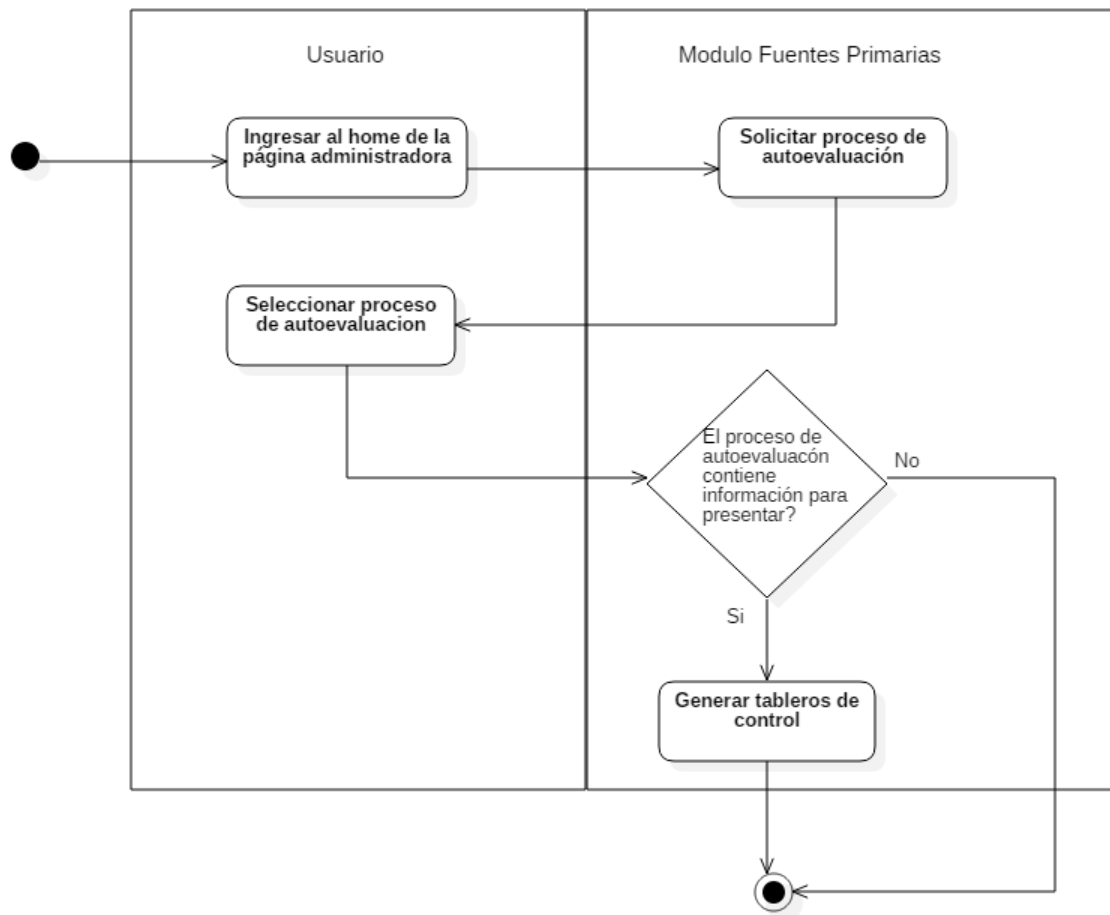 Usuario
Modulo Fuentes Primarias
Ingresar al home de la
página administradora
Solicitar proceso de
autoevaluación
Seleccionar proceso
de autoevaluacion
El proceso de
autoevaluacón
contiene
información para
presentar?
No
Si
Generar tableros de
control